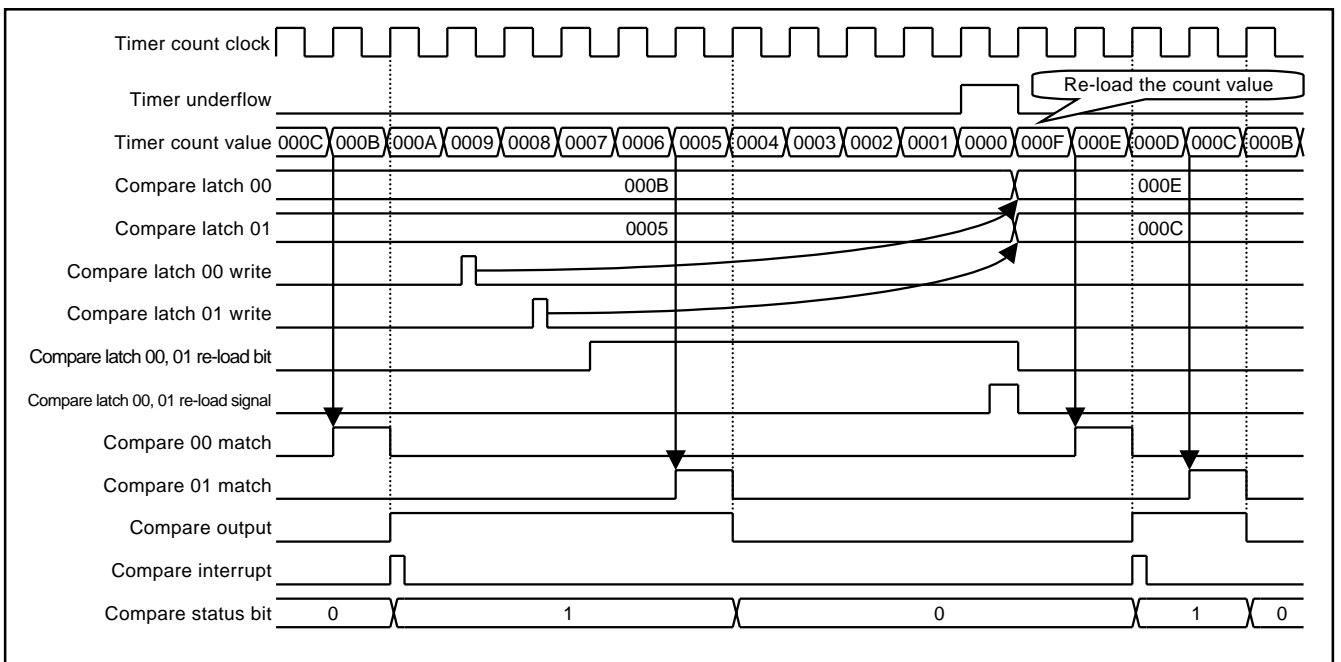 Timer count clock
Re-load the count value
Timer underflow
Timer count value 000C 000B 000A 0009 0008 0007 0006 0005 0004 0003 0002 0001 0000 000F 000E 000D 000C 000B
Compare latch 00 000B 000E
Compare latch 01 0005 000C
Compare latch 00 write
Compare latch 01 write
Compare latch 00, 01 re-load bit
Compare latch 00, 01 re-load signal
Compare 00 match
Compare 01 match
Compare output
Compare interrupt
Compare status bit 0 1 0 1 0